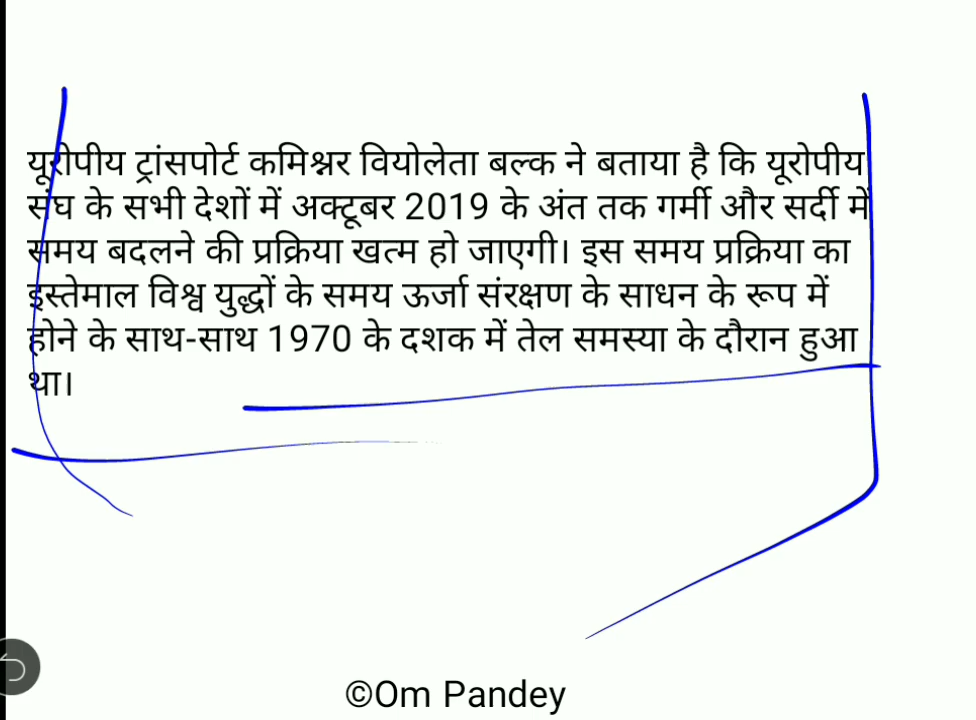 यूरोपीय ट्रांसपोर्ट कमिश्नर वियोलेता बल्क ने बताया है कि यूरोपीय
संघ के सभी देशों में अक्टूबर 2019 के अंत तक गर्मी और सर्दी में
समय बदलने की प्रक्रिया खत्म हो जाएगी। इस समय प्रक्रिया का
इस्तेमाल विश्व युद्धों के समय ऊर्जा संरक्षण के साधन के रूप में
होने के साथ-साथ 1970 के दशक में तेल समस्या के दौरान हुआ
था।
©Om Pandey